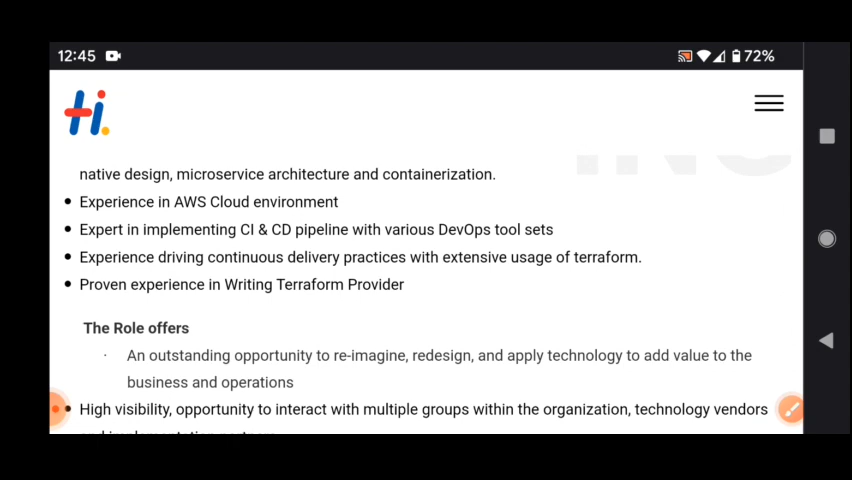 12:45 72%
Hi.
native design, microservice architecture and containerization.
• Experience in AWS Cloud environment
• Expert in implementing CI & CD pipeline with various DevOps tool sets
• Experience driving continuous delivery practices with extensive usage of terraform.
• Proven experience in Writing Terraform Provider
The Role offers
· An outstanding opportunity to re-imagine, redesign, and apply technology to add value to the
business and operations
• High visibility, opportunity to interact with multiple groups within the organization, technology vendors